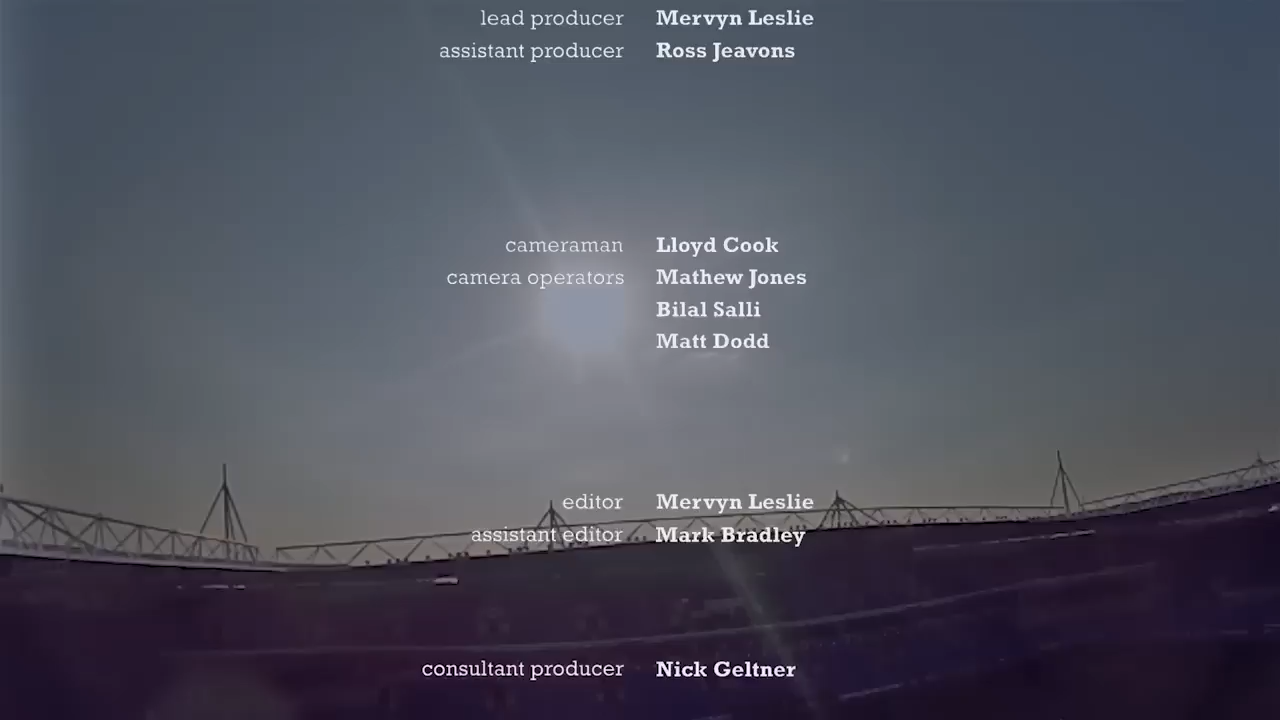 lead producer Mervyn Leslie
assistant producer Ross Jeavons
cameraman Lloyd Cook
camera operators Mathew Jones
Bilal Salli
Matt Dodd
editor Mervyn Leslie
assistant editor Mark Bradley
consultant producer Nick Geltner